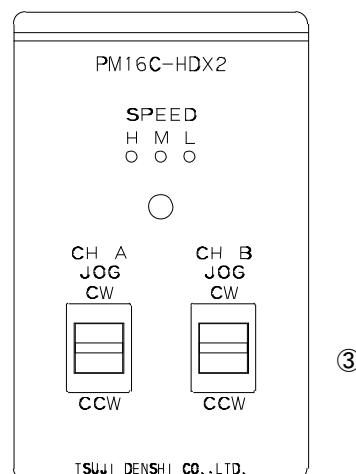 PM16C-HDX2
SPEED
H M L
CH A CH B
JOG JOG
CW CW
③
CCW CCW
TSUJI DENSHI CO.,LTD.